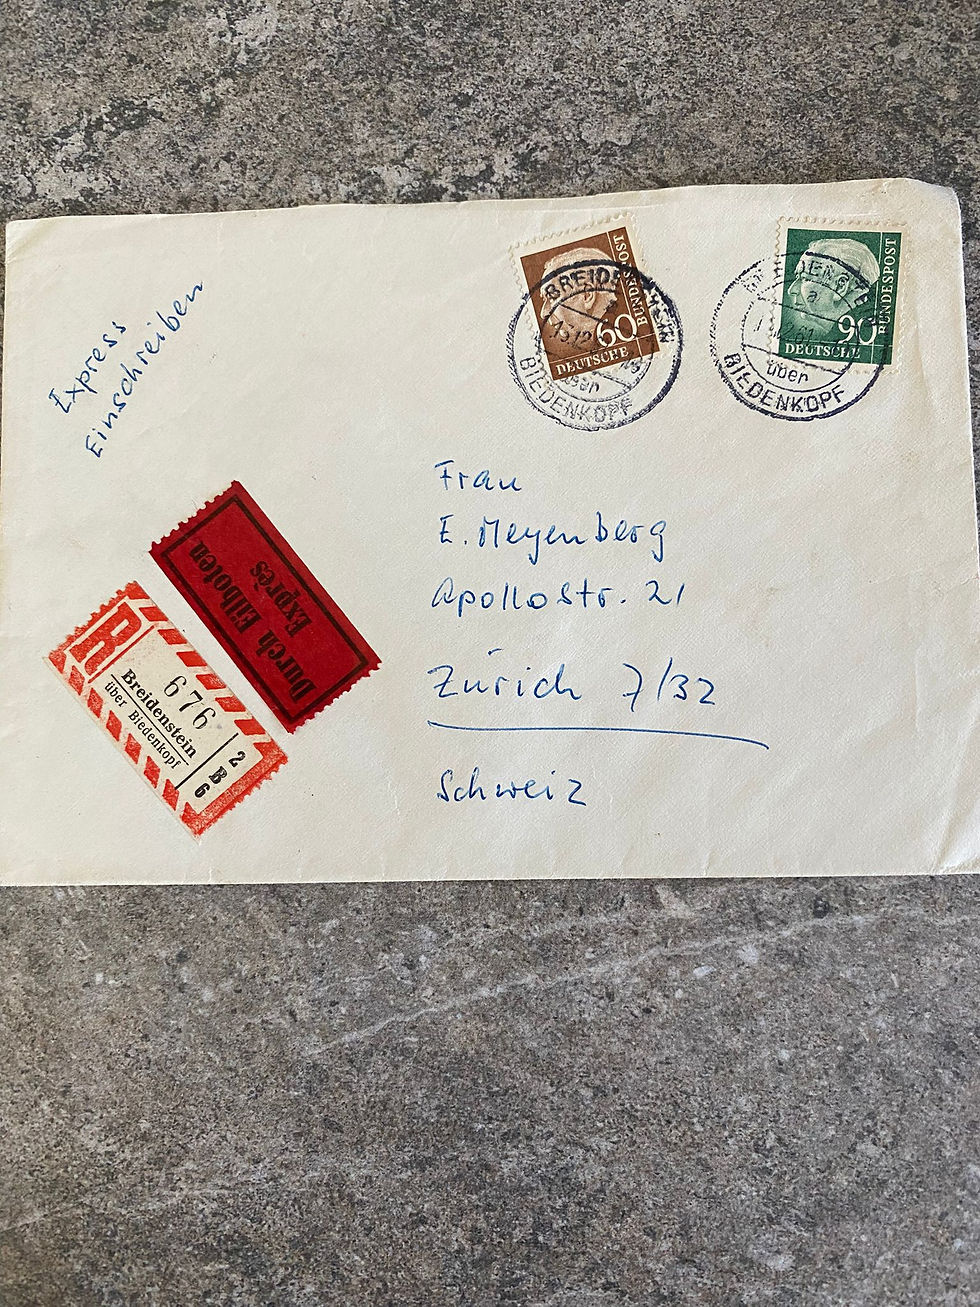 Express
Einschreiben
60
DEUTSCHE
BUNDESPOST
über
BIEDENKOPF
90
DEUTSCHE
BUNDESPOST
über
BIEDENKOPF
Frau
E. Meyenberg
Apollostr. 21
Zürich 7/32
Schweiz
Durch Eilboten
Exprès
R
676
Breidenstein
über Biedenkopf
2
B
6